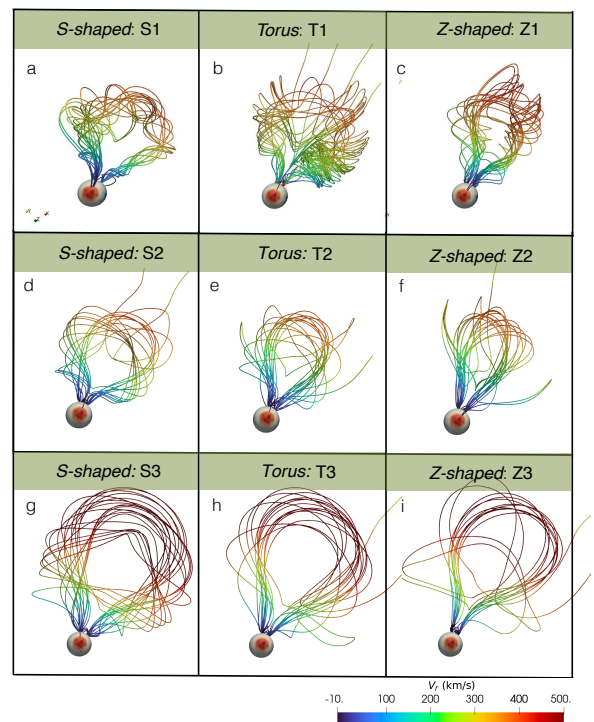 S-shaped: S1
Torus: T1
Z-shaped: Z1
a
b
c
S-shaped: S2
Torus: T2
Z-shaped: Z2
d
e
f
S-shaped: S3
Torus: T3
Z-shaped: Z3
g
h
i
Vr (km/s)
-10. 100 200 300 400 500.